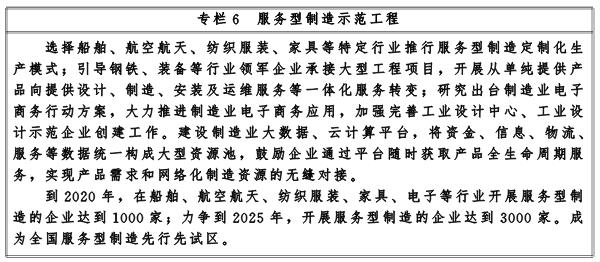 专栏 6 服务型制造示范工程
选择船舶、航空航天、纺织服装、家具等特定行业推行服务型制造定制化生
产模式；引导钢铁、装备等行业领军企业承接大型工程项目，开展从单纯提供产
品向提供设计、制造、安装及运维服务等一体化服务转变；研究出台制造业电子
商务行动方案，大力推进制造业电子商务应用，加强完善工业设计中心、工业设
计示范企业创建工作。建设制造业大数据、云计算平台，将资金、信息、物流、
服务等数据统一构成大型资源池，鼓励企业通过平台随时获取产品全生命周期服
务，实现产品需求和网络化制造资源的无缝对接。
到 2020 年，在船舶、航空航天、纺织服装、家具、电子等行业开展服务型制
造的企业达到 1000 家；力争到 2025 年，开展服务型制造的企业达到 3000 家。成
为全国服务型制造先行先试区。